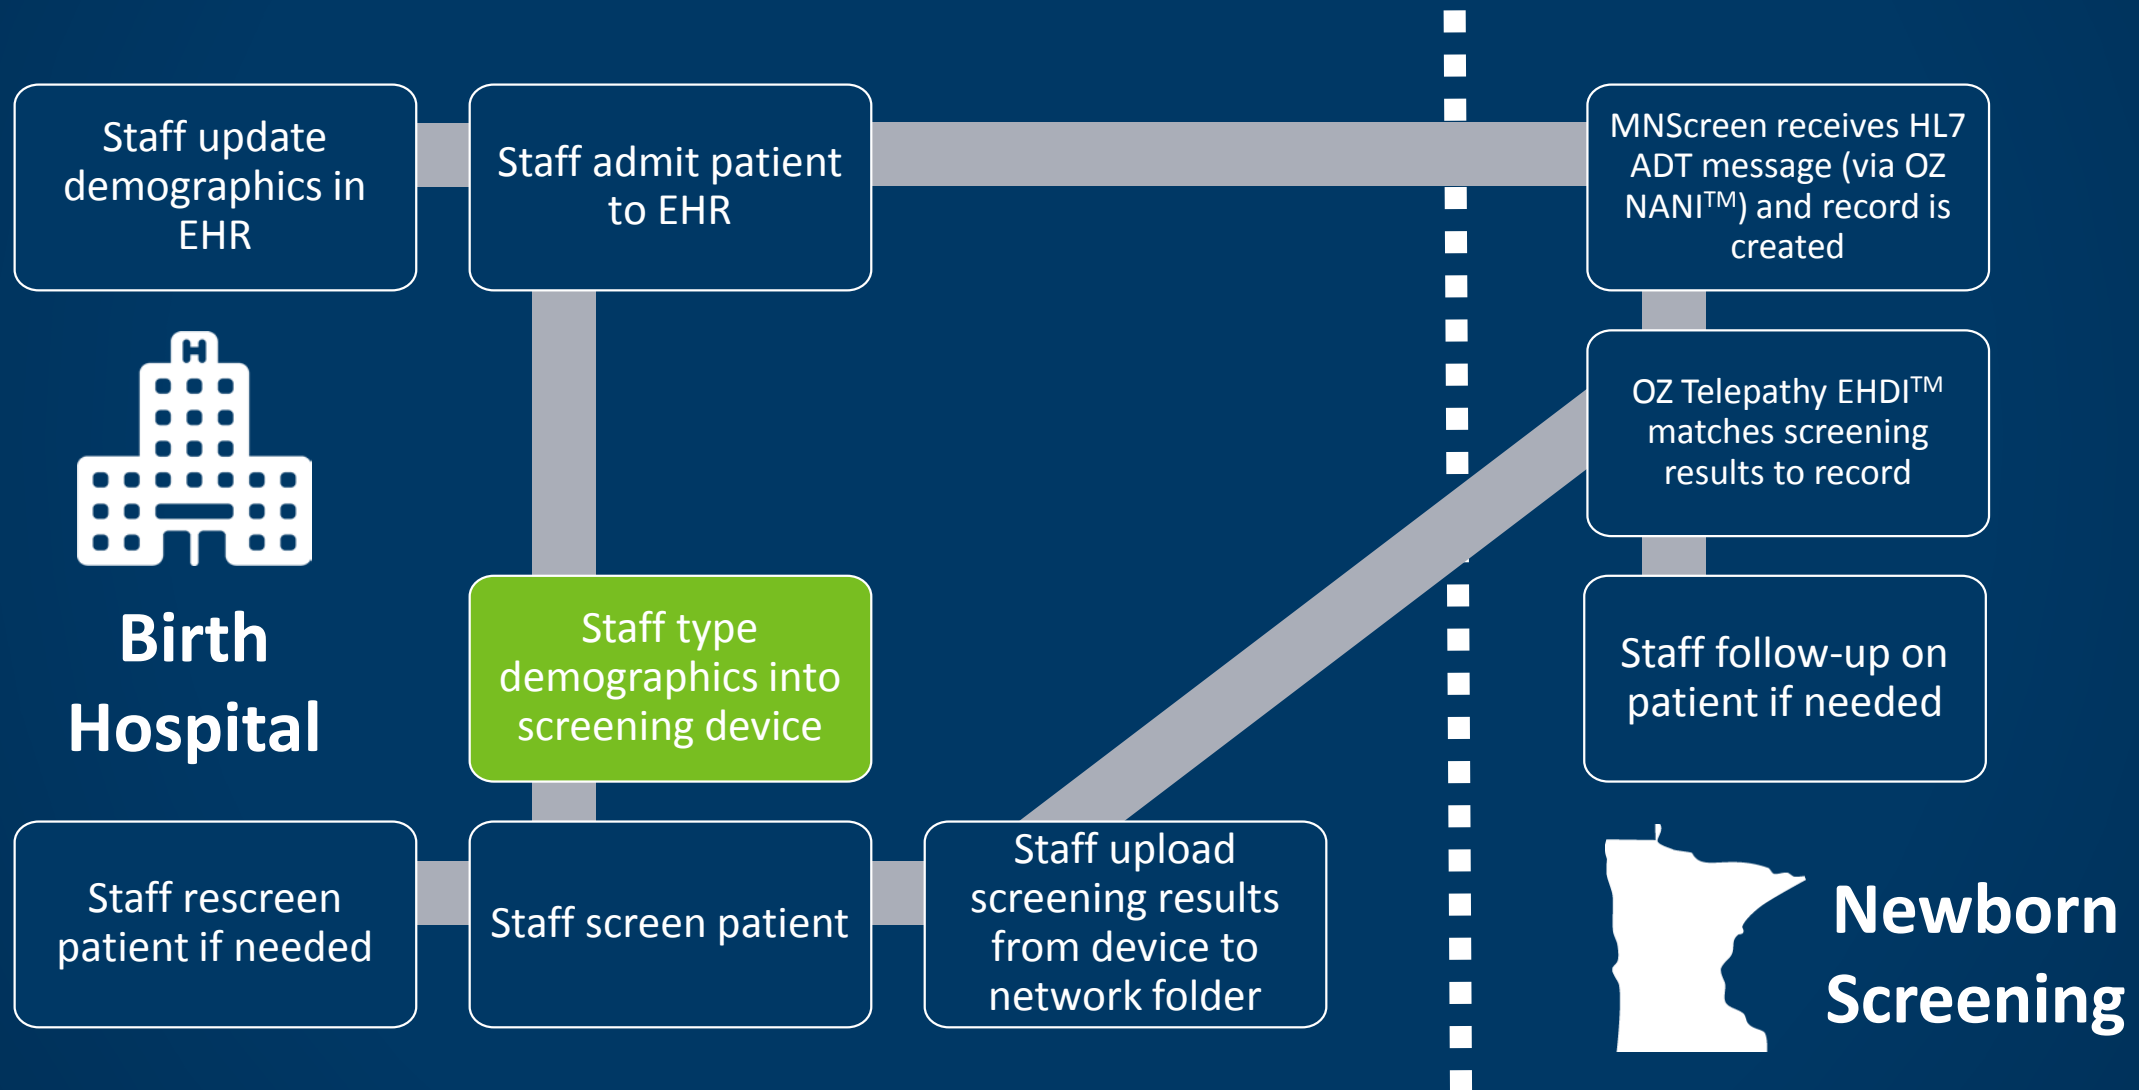 Staff update
demographics in
EHR
Staff admit patient
to EHR
MNScreen receives HL7
ADT message (via OZ
NANI™) and record is
created
H
Birth
Hospital
OZ Telepathy EHDI™
matches screening
results to record
Staff type
demographics into
screening device
Staff follow-up on
patient if needed
Staff rescreen
patient if needed
Staff screen patient
Staff upload
screening results
from device to
network folder
Newborn
Screening